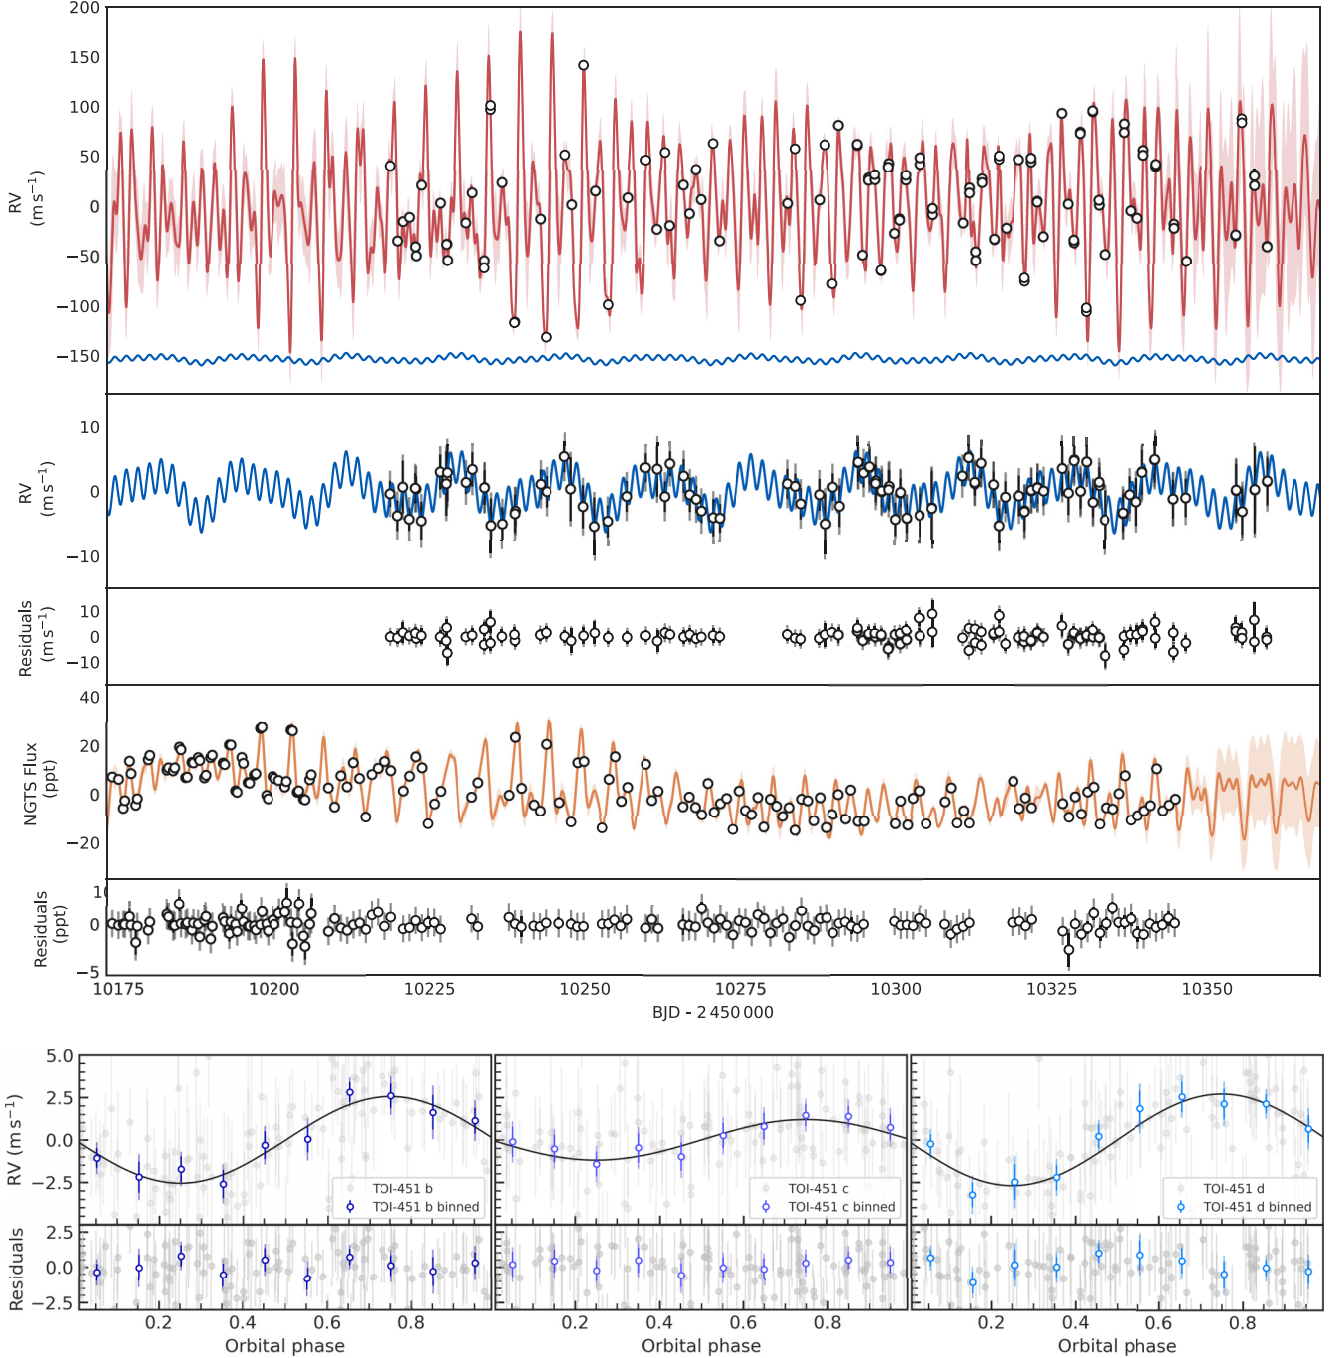 200
150
100
50
0
−50
−100
−150
RV
(m s⁻¹)
10
0
−10
RV
(m s⁻¹)
10
0
−10
Residuals
(m s⁻¹)
40
20
0
−20
NGTS Flux
(ppt)
10
0
−5
Residuals
(ppt)
10175
10200
10225
10250
10275
10300
10325
10350
BJD - 2 450 000
5.0
2.5
0.0
−2.5
RV (m s⁻¹)
TOI-451 b
TOI-451 b binned
TOI-451 c
TOI-451 c binned
TOI-451 d
TOI-451 d binned
2.5
0.0
−2.5
Residuals
0.2 0.4 0.6 0.8
0.2 0.4 0.6 0.8
0.2 0.4 0.6 0.8
Orbital phase
Orbital phase
Orbital phase